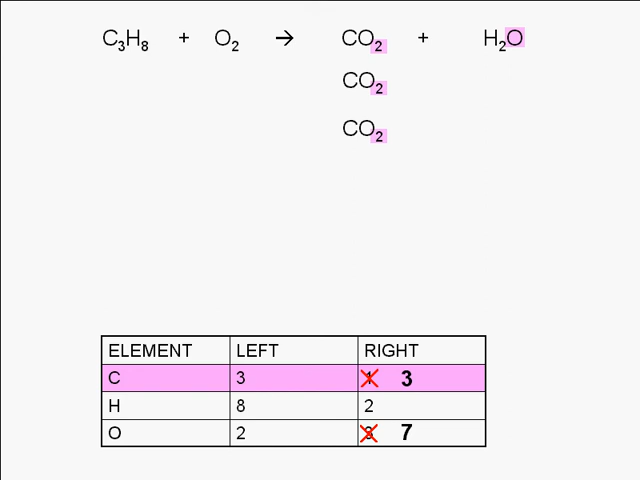 C₃H₈ + O₂ → CO₂ + H₂O
CO₂
CO₂
ELEMENT LEFT RIGHT
C 3 1 3
H 8 2
O 2 3 7